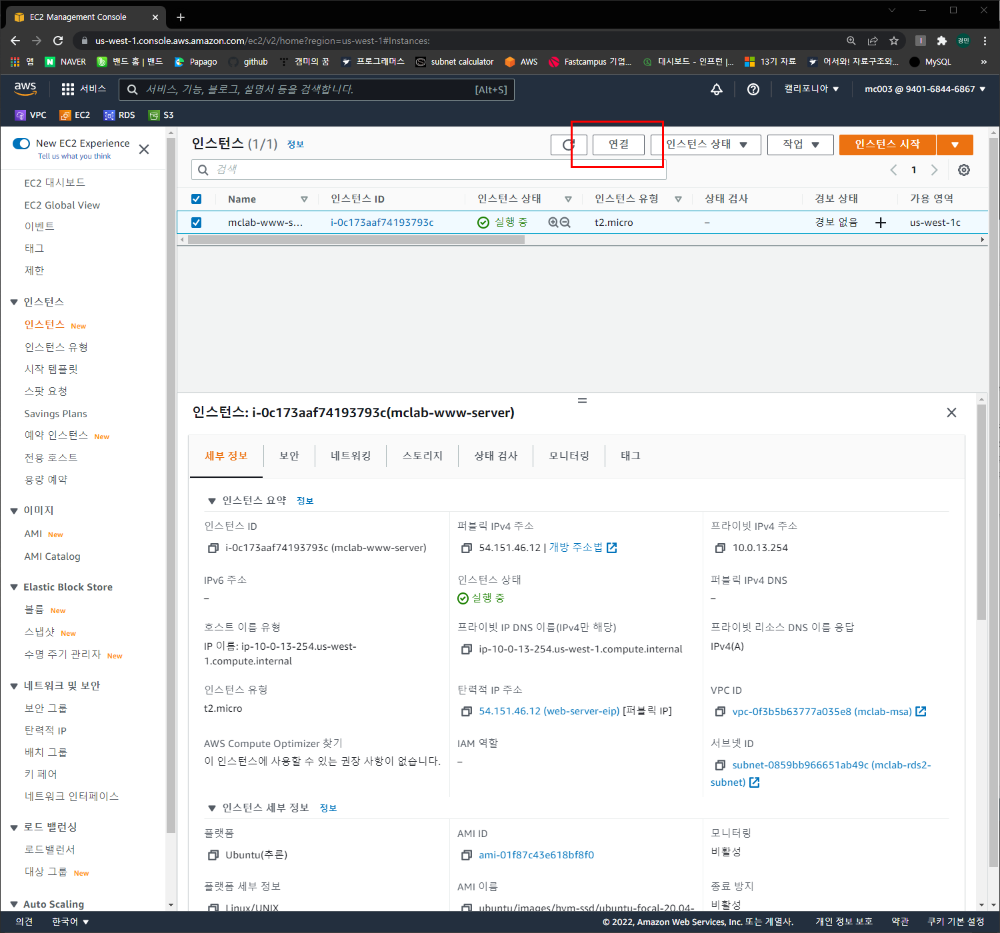 EC2 Management Console
us-west-1.console.aws.amazon.com/ec2/v2/home?region=us-west-1#Instances:
경민
앱 NAVER 밴드 홈 | 밴드 Papago github 캠미의 꿈 프로그래머스 subnet calculator AWS Fastcampus 기업... 대시보드 - 인프런 |... 13기 자료 어서와! 자료구조와... MySQL »
aws 서비스 서비스, 기능, 블로그, 설명서 등을 검색합니다. [Alt+S] 캘리포니아 ▼ mc003 @ 9401-6844-6867 ▼
VPC EC2 RDS S3
New EC2 Experience
Tell us what you think
EC2 대시보드
EC2 Global View
이벤트
태그
제한
인스턴스
인스턴스 New
인스턴스 유형
시작 템플릿
스팟 요청
Savings Plans
예약 인스턴스 New
전용 호스트
용량 예약
이미지
AMI New
AMI Catalog
Elastic Block Store
볼륨 New
스냅샷 New
수명 주기 관리자 New
네트워크 및 보안
보안 그룹
탄력적 IP
배치 그룹
키 페어
네트워크 인터페이스
로드 밸런싱
로드밸런서
대상 그룹 New
Auto Scaling
인스턴스 (1/1) 정보 연결 인스턴스 상태 ▼ 작업 ▼ 인스턴스 시작 ▼
검색
1
Name 인스턴스 ID 인스턴스 상태 인스턴스 유형 상태 검사 경보 상태 가용 영역
mclab-www-s... i-0c173aaf74193793c 실행 중 t2.micro – 경보 없음 + us-west-1c
인스턴스: i-0c173aaf74193793c(mclab-www-server)
세부 정보 보안 네트워킹 스토리지 상태 검사 모니터링 태그
▼ 인스턴스 요약 정보
인스턴스 ID
i-0c173aaf74193793c (mclab-www-server)
퍼블릭 IPv4 주소
54.151.46.12 | 개방 주소법
프라이빗 IPv4 주소
10.0.13.254
IPv6 주소
–
인스턴스 상태
실행 중
퍼블릭 IPv4 DNS
–
호스트 이름 유형
IP 이름: ip-10-0-13-254.us-west-
1.compute.internal
프라이빗 IP DNS 이름(IPv4만 해당)
ip-10-0-13-254.us-west-1.compute.internal
프라이빗 리소스 DNS 이름 응답
IPv4(A)
인스턴스 유형
t2.micro
탄력적 IP 주소
54.151.46.12 (web-server-eip) [퍼블릭 IP]
VPC ID
vpc-0f3b5b63777a035e8 (mclab-msa)
AWS Compute Optimizer 찾기
이 인스턴스에 사용할 수 있는 권장 사항이 없습니다.
IAM 역할
–
서브넷 ID
subnet-0859bb966651ab49c (mclab-rds2-
subnet)
▼ 인스턴스 세부 정보 정보
플랫폼
Ubuntu(추론)
AMI ID
ami-01f87c43e618bf8f0
모니터링
비활성
플랫폼 세부 정보
Linux/UNIX
AMI 이름
ubuntu/images/hvm-ssd/ubuntu-focal-20.04-
종료 방지
비활성
의견 한국어 ▼ © 2022, Amazon Web Services, Inc. 또는 계열사. 개인 정보 보호 약관 쿠키 기본 설정